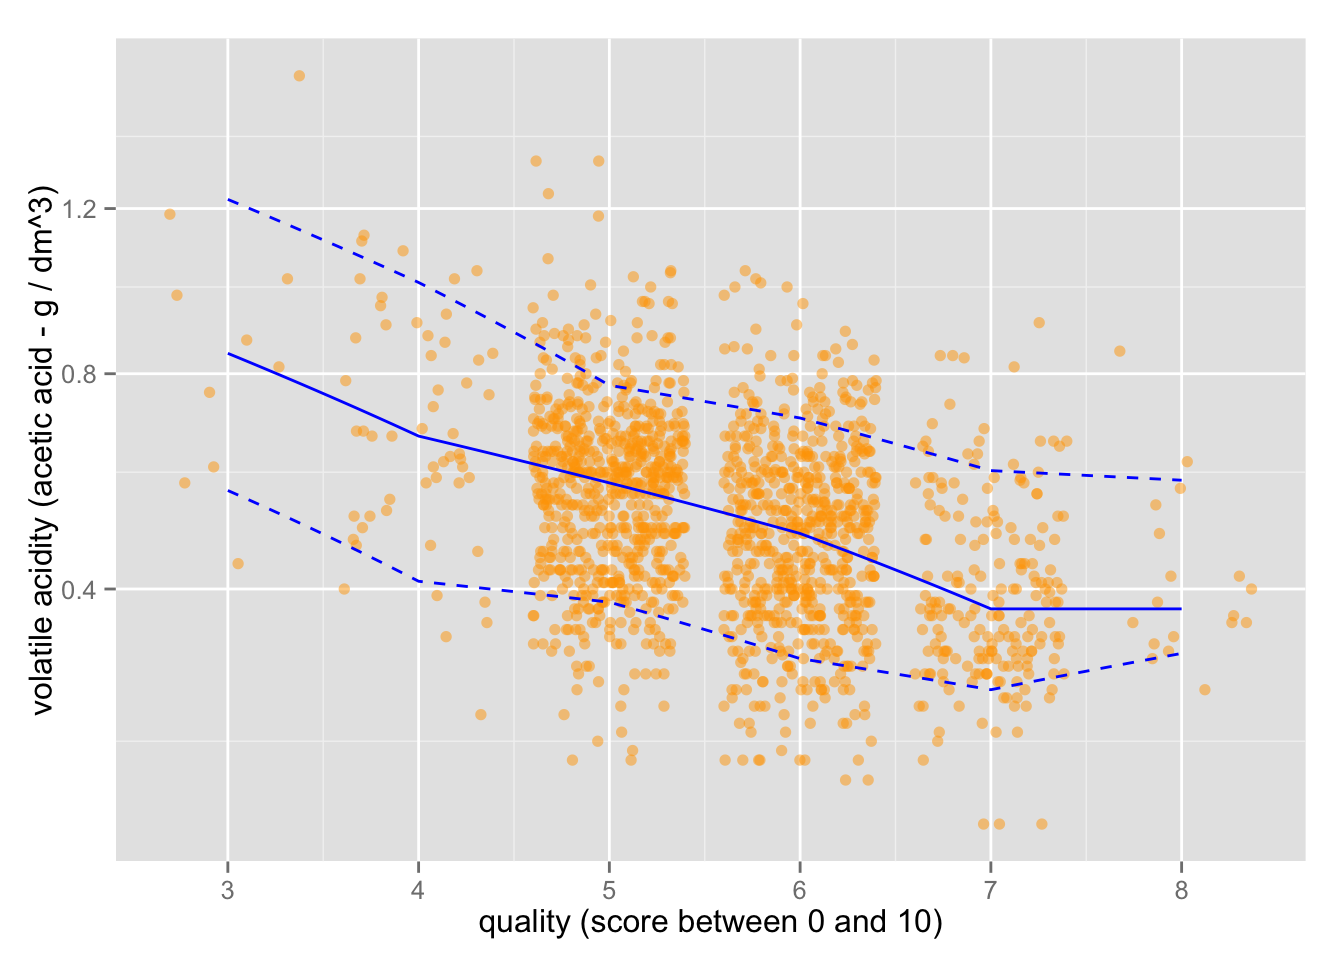 volatile acidity (acetic acid - g / dm^3)
1.2
0.8
0.4
3 4 5 6 7 8
quality (score between 0 and 10)